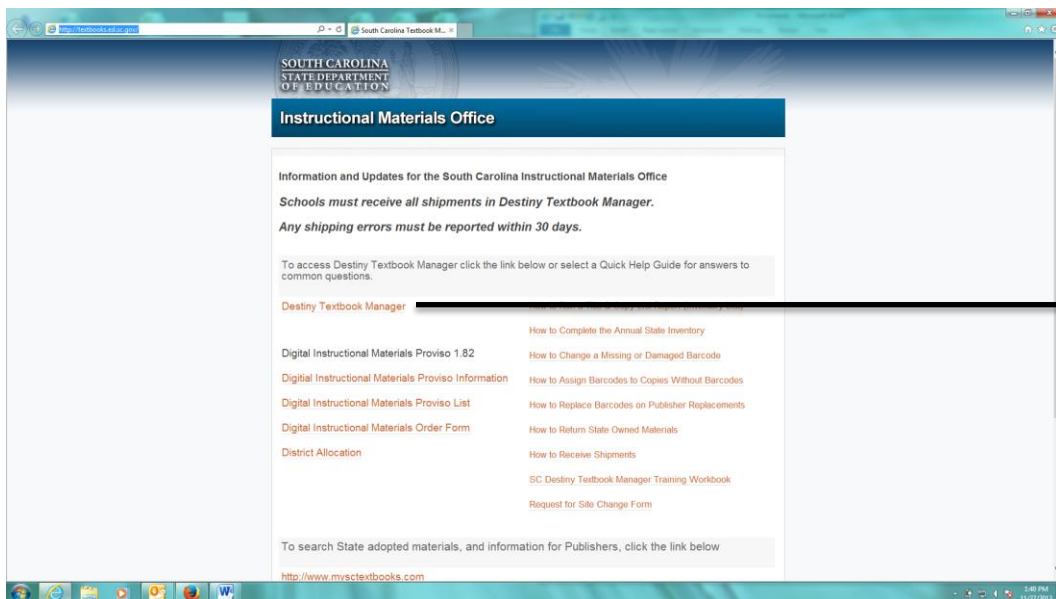 http://textbooks.ed.sc.gov/
South Carolina Textbook M...
SOUTH CAROLINA
STATE DEPARTMENT
OF EDUCATION
Instructional Materials Office
Information and Updates for the South Carolina Instructional Materials Office
Schools must receive all shipments in Destiny Textbook Manager.
Any shipping errors must be reported within 30 days.
To access Destiny Textbook Manager click the link below or select a Quick Help Guide for answers to
common questions.
Destiny Textbook Manager
How to Complete the Annual State Inventory
Digital Instructional Materials Proviso 1.82
How to Change a Missing or Damaged Barcode
Digitial Instructional Materials Proviso Information
How to Assign Barcodes to Copies Without Barcodes
Digital Instructional Materials Proviso List
How to Replace Barcodes on Publisher Replacements
Digital Instructional Materials Order Form
How to Return State Owned Materials
District Allocation
How to Receive Shipments
SC Destiny Textbook Manager Training Workbook
Request for Site Change Form
To search State adopted materials, and information for Publishers, click the link below
http://www.mysctextbooks.com
3:40 PM